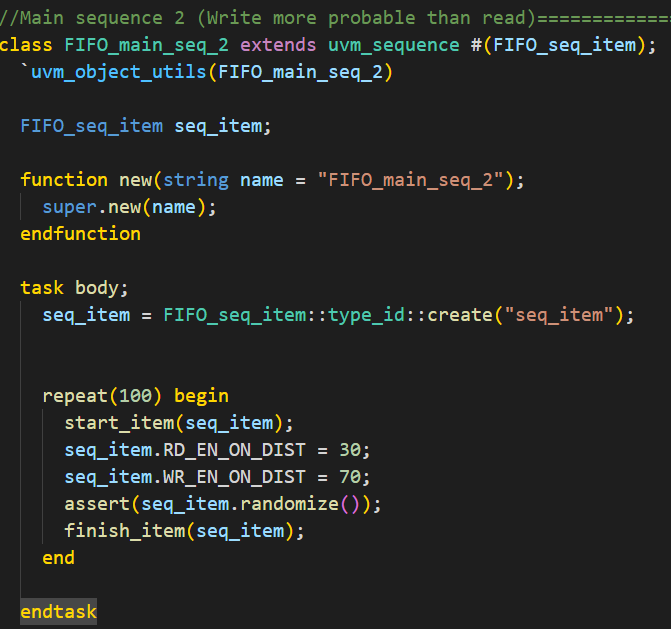 //Main sequence 2 (Write more probable than read)=============
class FIFO_main_seq_2 extends uvm_sequence #(FIFO_seq_item);
`uvm_object_utils(FIFO_main_seq_2)
FIFO_seq_item seq_item;
function new(string name = "FIFO_main_seq_2");
super.new(name);
endfunction
task body;
seq_item = FIFO_seq_item::type_id::create("seq_item");
repeat(100) begin
start_item(seq_item);
seq_item.RD_EN_ON_DIST = 30;
seq_item.WR_EN_ON_DIST = 70;
assert(seq_item.randomize());
finish_item(seq_item);
end
endtask